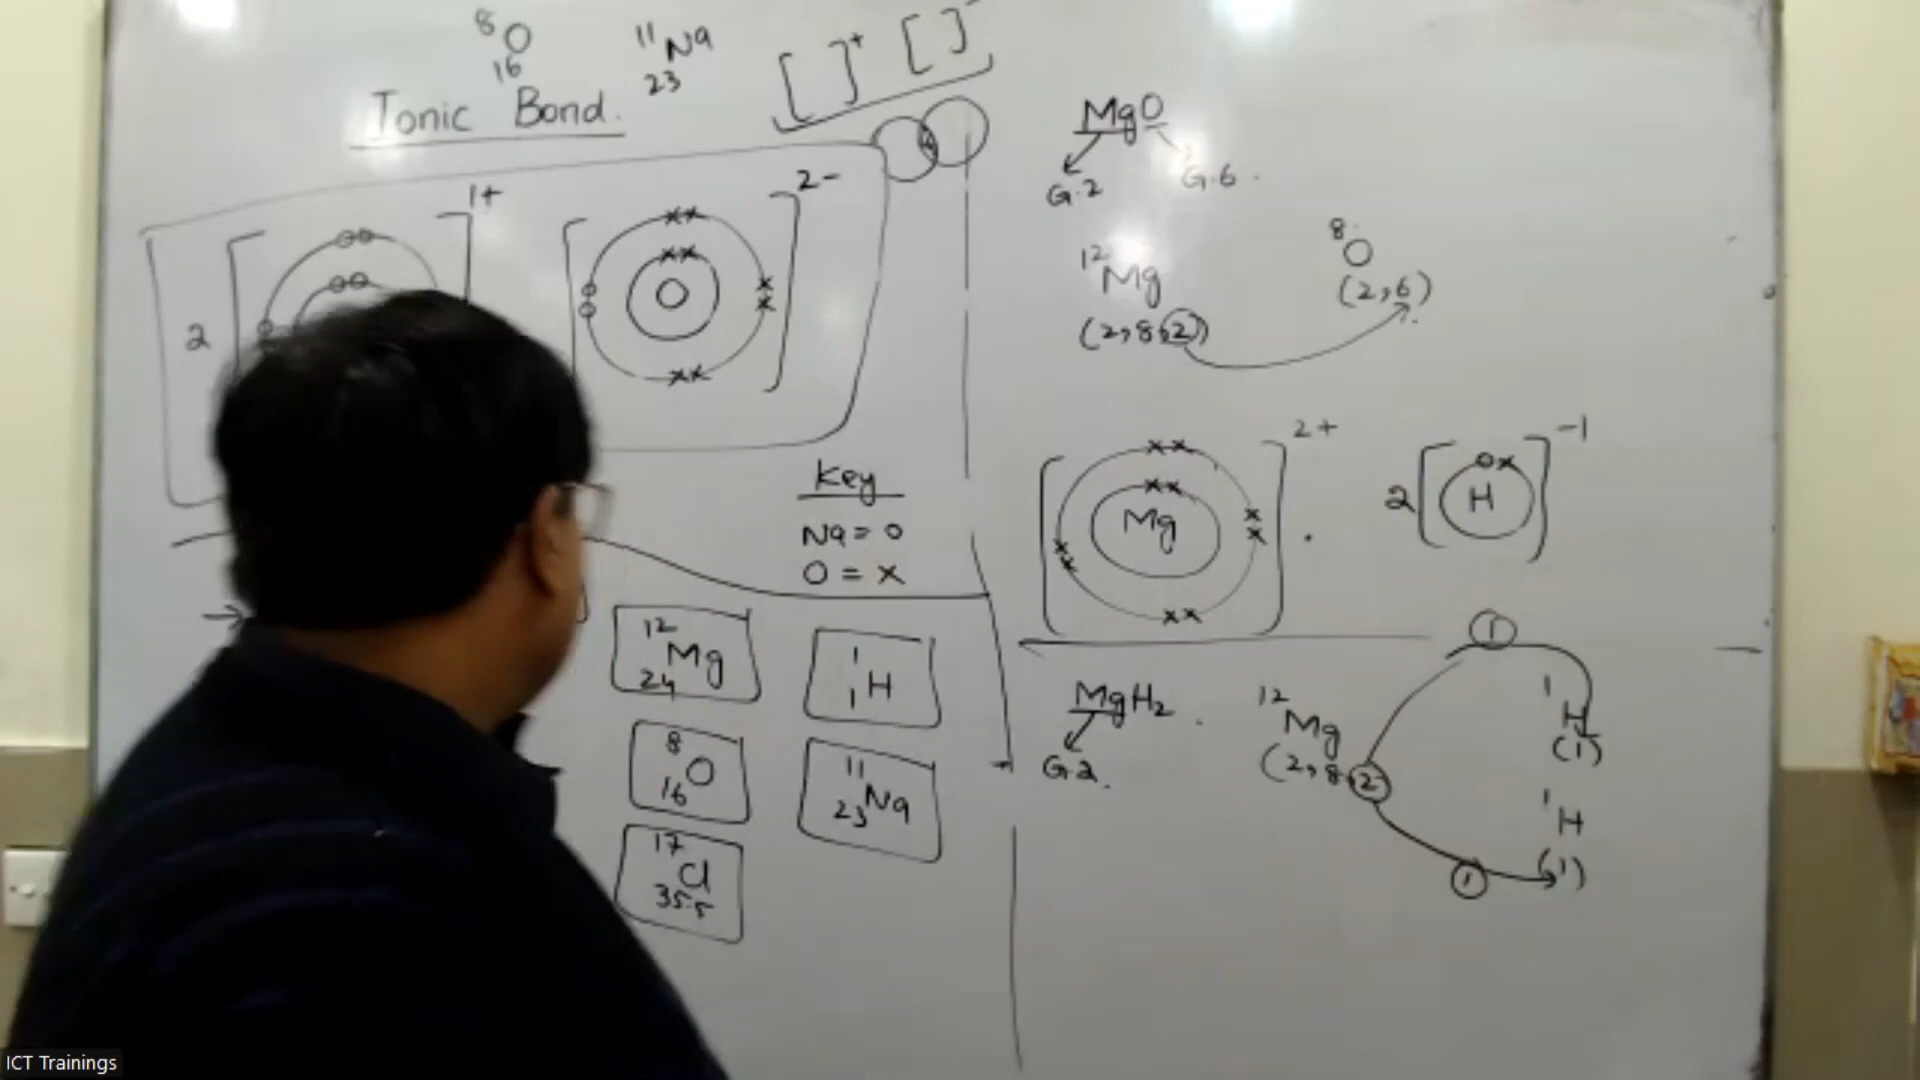 8
O
16
11
Na
23
[ ]+ [ ]-
Ionic Bond.
1+
2
2-
O
Key
Na = o
O = x
12
Mg
24
1
H
1
8
O
16
11
Na
23
17
Cl
35.5
MgO
G.2
G.6.
12
Mg
(2,8,2)
8
O
(2,6)
2+
Mg
2 [H]
-1
MgH2
G.2.
12
Mg
(2,8,2)
1
1
H
(1)
1
H
(1)
1
ICT Trainings